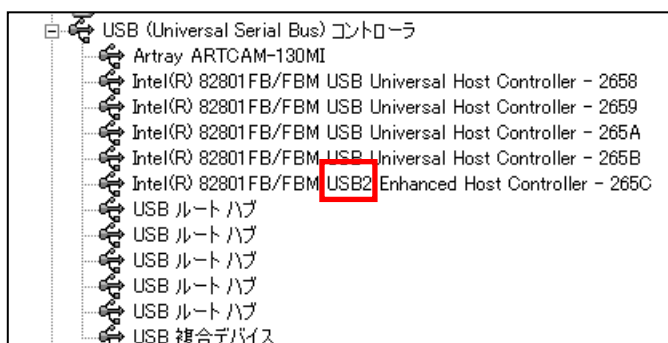 USB (Universal Serial Bus) コントローラ
Artray ARTCAM-130MI
Intel(R) 82801FB/FBM USB Universal Host Controller - 2658
Intel(R) 82801FB/FBM USB Universal Host Controller - 2659
Intel(R) 82801FB/FBM USB Universal Host Controller - 265A
Intel(R) 82801FB/FBM USB Universal Host Controller - 265B
Intel(R) 82801FB/FBM USB2 Enhanced Host Controller - 265C
USB ルート ハブ
USB ルート ハブ
USB ルート ハブ
USB ルート ハブ
USB ルート ハブ
USB 複合デバイス